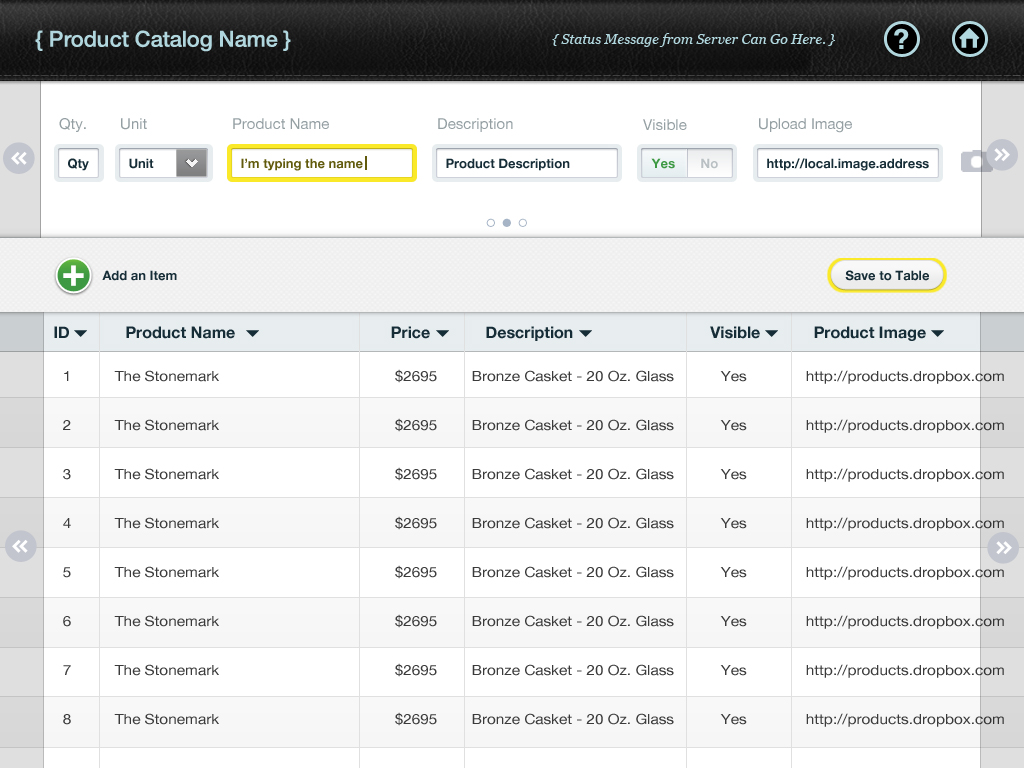 { Product Catalog Name }
{ Status Message from Server Can Go Here. }
?
Qty. Unit Product Name Description Visible Upload Image
Qty Unit I'm typing the name Product Description Yes No http://local.image.address
Add an Item Save to Table
ID Product Name Price Description Visible Product Image
1 The Stonemark $2695 Bronze Casket - 20 Oz. Glass Yes http://products.dropbox.com
2 The Stonemark $2695 Bronze Casket - 20 Oz. Glass Yes http://products.dropbox.com
3 The Stonemark $2695 Bronze Casket - 20 Oz. Glass Yes http://products.dropbox.com
4 The Stonemark $2695 Bronze Casket - 20 Oz. Glass Yes http://products.dropbox.com
5 The Stonemark $2695 Bronze Casket - 20 Oz. Glass Yes http://products.dropbox.com
6 The Stonemark $2695 Bronze Casket - 20 Oz. Glass Yes http://products.dropbox.com
7 The Stonemark $2695 Bronze Casket - 20 Oz. Glass Yes http://products.dropbox.com
8 The Stonemark $2695 Bronze Casket - 20 Oz. Glass Yes http://products.dropbox.com